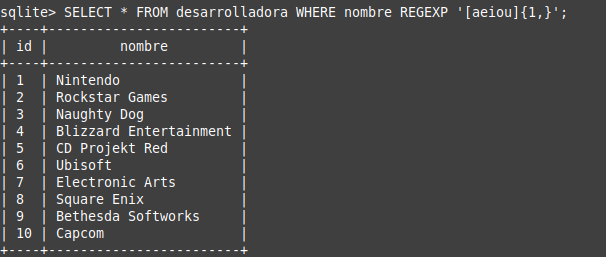 sqlite> SELECT * FROM desarrolladora WHERE nombre REGEXP '[aeiou]{1,}';
+----+------------------------+
| id |         nombre         |
+----+------------------------+
| 1  | Nintendo               |
| 2  | Rockstar Games         |
| 3  | Naughty Dog            |
| 4  | Blizzard Entertainment |
| 5  | CD Projekt Red         |
| 6  | Ubisoft                |
| 7  | Electronic Arts        |
| 8  | Square Enix            |
| 9  | Bethesda Softworks     |
| 10 | Capcom                 |
+----+------------------------+